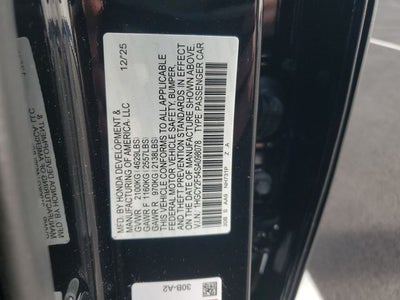 MFD. BY HONDA DEVELOPMENT &
MANUFACTURING OF AMERICA, LLC 12/25
GVWR 2100KG(4629LBS)
GAWR F 1160KG(2557LBS)
GAWR R 970KG(2138LBS)
THIS VEHICLE CONFORMS TO ALL APPLICABLE
FEDERAL MOTOR VEHICLE SAFETY, BUMPER,
AND THEFT PREVENTION STANDARDS IN EFFECT
ON THE DATE OF MANUFACTURE SHOWN ABOVE.
V.I.N. TYPE PASSENGER CAR
Z A
30B-A2